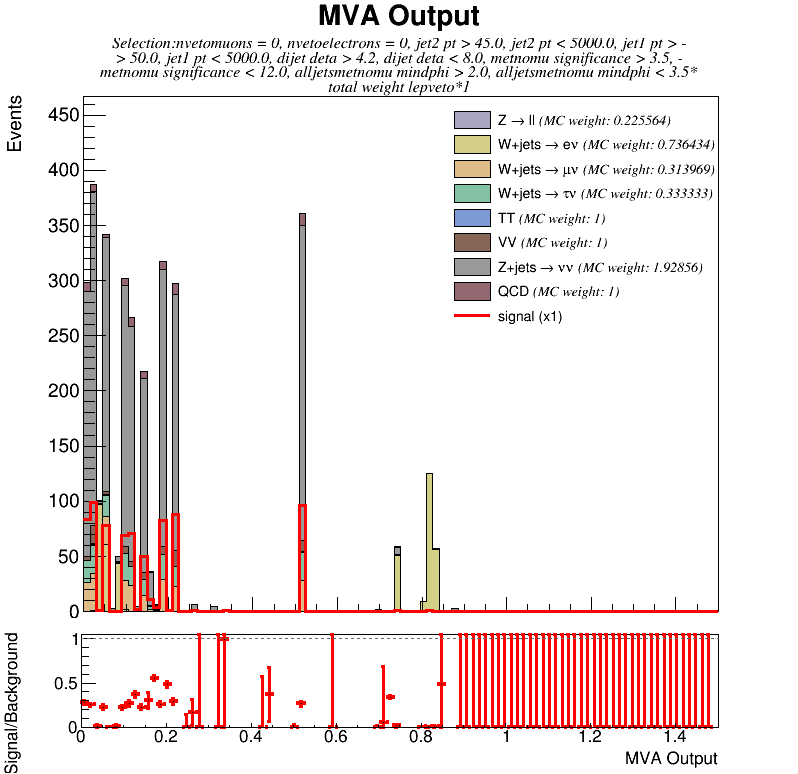 MVA Output
Selection:nvetomuons = 0, nvetoelectrons = 0, jet2 pt > 45.0, jet2 pt < 5000.0, jet1 pt > -
> 50.0, jet1 pt < 5000.0, dijet deta > 4.2, dijet deta < 8.0, metnomu significance > 3.5, -
metnomu significance < 12.0, alljetsmetnomu mindphi > 2.0, alljetsmetnomu mindphi < 3.5*
total weight lepveto*1
Events
450
400
350
300
250
200
150
100
50
0
Z → ll (MC weight: 0.225564)
W+jets → eν (MC weight: 0.736434)
W+jets → μν (MC weight: 0.313969)
W+jets → τν (MC weight: 0.333333)
TT (MC weight: 1)
VV (MC weight: 1)
Z+jets → νν (MC weight: 1.92856)
QCD (MC weight: 1)
signal (x1)
Signal/Background
1
0.5
0
0 0.2 0.4 0.6 0.8 1 1.2 1.4
MVA Output